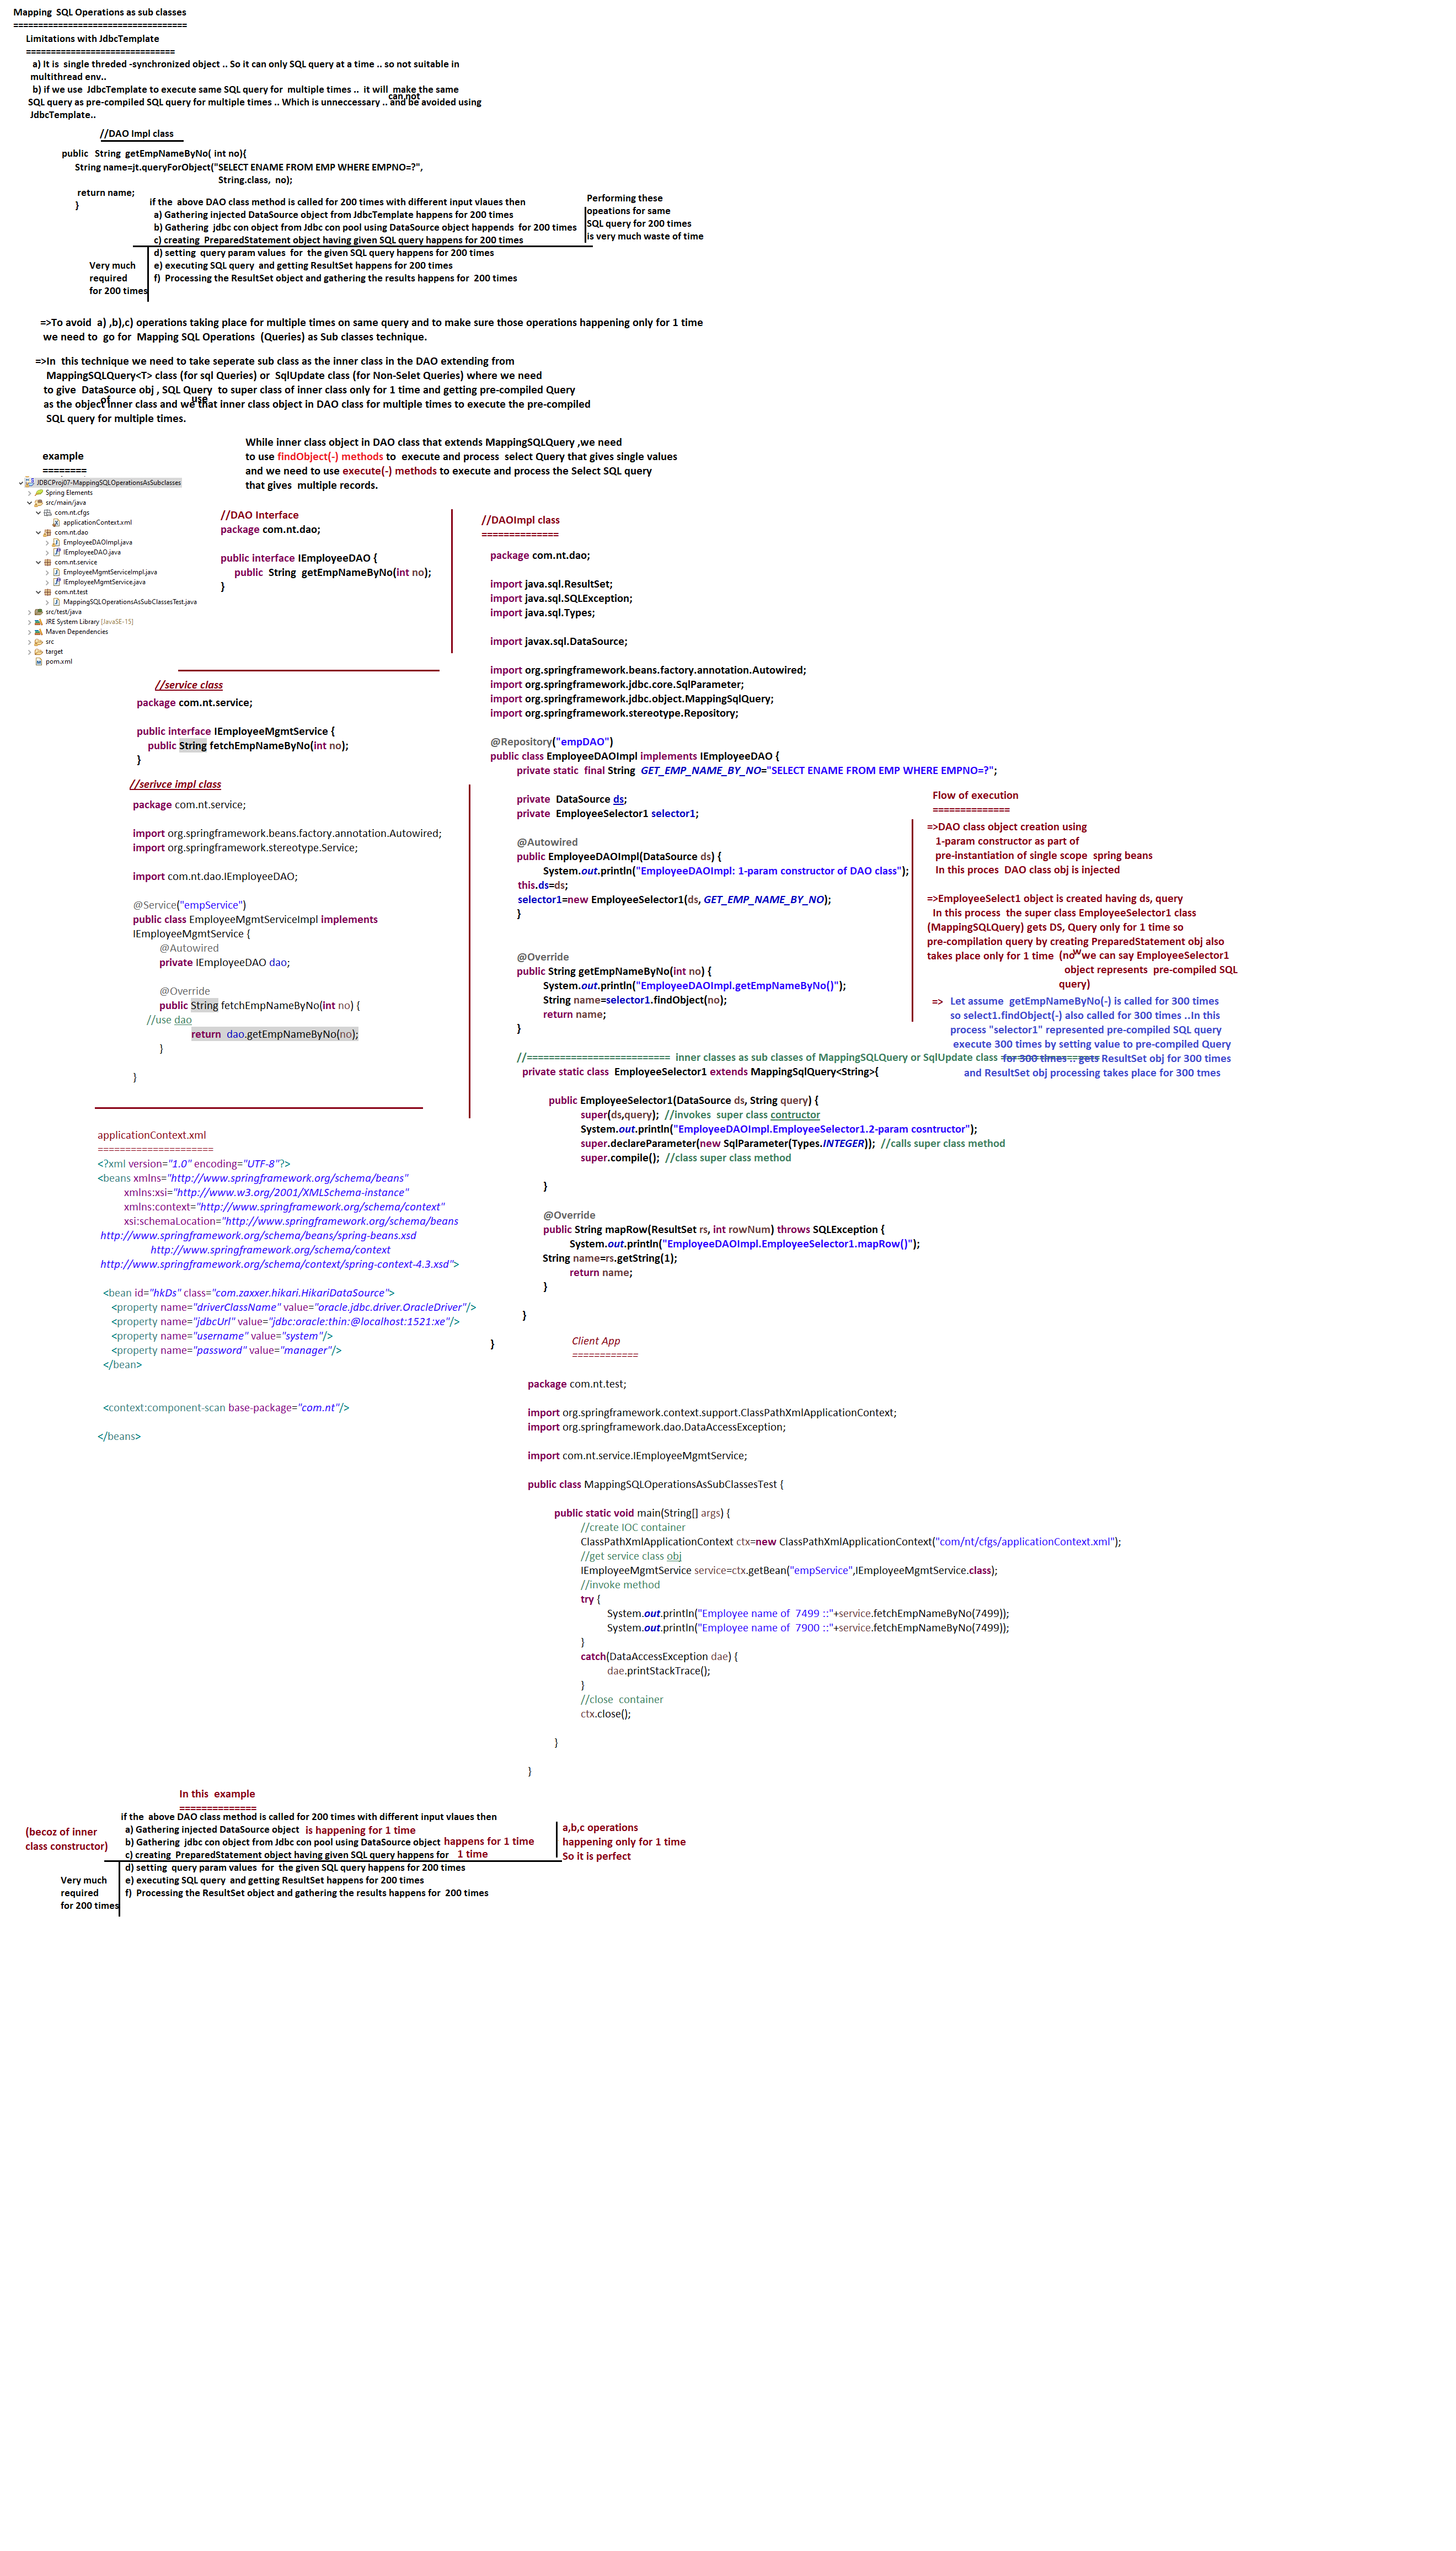 Mapping  SQL Operations as sub classes
===================================
Limitations with JdbcTemplate
==============================
a) It is  single threded -synchronized object .. So it can only SQL query at a time .. so not suitable in
multithread env..
b) if we use  JdbcTemplate to execute same SQL query for  multiple times ..  it will  make the same
can not
SQL query as pre-compiled SQL query for multiple times .. Which is unneccessary .. and be avoided using
JdbcTemplate..
//DAO Impl class
public  String  getEmpNameByNo( int no){
String name=jt.queryForObject("SELECT ENAME FROM EMP WHERE EMPNO=?",
String.class,  no);
return name;
}
if the  above DAO class method is called for 200 times with different input vlaues then
a) Gathering injected DataSource object from JdbcTemplate happens for 200 times
b) Gathering  jdbc con object from Jdbc con pool using DataSource object happends  for 200 times
c) creating  PreparedStatement object having given SQL query happens for 200 times
Performing these
opeations for same
SQL query for 200 times
is very much waste of time
d) setting  query param values  for  the given SQL query happens for 200 times
e) executing SQL query  and getting ResultSet happens for 200 times
f)  Processing the ResultSet object and gathering the results happens for  200 times
Very much
required
for 200 times
=>To avoid  a) ,b),c) operations taking place for multiple times on same query and to make sure those operations happening only for 1 time
we need to  go for  Mapping SQL Operations  (Queries) as Sub classes technique.
=>In  this technique we need to take seperate sub class as the inner class in the DAO extending from
MappingSQLQuery<T> class (for sql Queries) or  SqlUpdate class (for Non-Selet Queries) where we need
to give  DataSource obj , SQL Query  to super class of inner class only for 1 time and getting pre-compiled Query
of
use
as the object inner class and we that inner class object in DAO class for multiple times to execute the pre-compiled
SQL query for multiple times.
While inner class object in DAO class that extends MappingSQLQuery ,we need
to use findObject(-) methods to  execute and process  select Query that gives single values
and we need to use execute(-) methods to execute and process the Select SQL query
that gives  multiple records.
example
========
JDBCProj07-MappingSQLOperationsAsSubclasses
Spring Elements
src/main/java
com.nt.cfgs
applicationContext.xml
com.nt.dao
EmployeeDAOImpl.java
IEmployeeDAO.java
com.nt.service
EmployeeMgmtServiceImpl.java
IEmployeeMgmtService.java
com.nt.test
MappingSQLOperationsAsSubClassesTest.java
src/test/java
JRE System Library [JavaSE-15]
Maven Dependencies
src
target
pom.xml
//DAO Interface
package com.nt.dao;
public interface IEmployeeDAO {
public  String  getEmpNameByNo(int no);
}
//service class
package com.nt.service;
public interface IEmployeeMgmtService {
public String fetchEmpNameByNo(int no);
}
//serivce impl class
package com.nt.service;
import org.springframework.beans.factory.annotation.Autowired;
import org.springframework.stereotype.Service;
import com.nt.dao.IEmployeeDAO;
@Service("empService")
public class EmployeeMgmtServiceImpl implements
IEmployeeMgmtService {
@Autowired
private IEmployeeDAO dao;
@Override
public String fetchEmpNameByNo(int no) {
//use dao
return  dao.getEmpNameByNo(no);
}
}
//DAOImpl class
==============
package com.nt.dao;
import java.sql.ResultSet;
import java.sql.SQLException;
import java.sql.Types;
import javax.sql.DataSource;
import org.springframework.beans.factory.annotation.Autowired;
import org.springframework.jdbc.core.SqlParameter;
import org.springframework.jdbc.object.MappingSqlQuery;
import org.springframework.stereotype.Repository;
@Repository("empDAO")
public class EmployeeDAOImpl implements IEmployeeDAO {
private static  final String  GET_EMP_NAME_BY_NO="SELECT ENAME FROM EMP WHERE EMPNO=?";
private  DataSource ds;
private  EmployeeSelector1 selector1;
@Autowired
public EmployeeDAOImpl(DataSource ds) {
System.out.println("EmployeeDAOImpl: 1-param constructor of DAO class");
this.ds=ds;
selector1=new EmployeeSelector1(ds, GET_EMP_NAME_BY_NO);
}
@Override
public String getEmpNameByNo(int no) {
System.out.println("EmployeeDAOImpl.getEmpNameByNo()");
String name=selector1.findObject(no);
return name;
}
//==========================  inner classes as sub classes of MappingSQLQuery or SqlUpdate class ==================
private static class  EmployeeSelector1 extends MappingSqlQuery<String>{
public EmployeeSelector1(DataSource ds, String query) {
super(ds,query);  //invokes  super class contructor
System.out.println("EmployeeDAOImpl.EmployeeSelector1.2-param cosntructor");
super.declareParameter(new SqlParameter(Types.INTEGER));  //calls super class method
super.compile();  //class super class method
}
@Override
public String mapRow(ResultSet rs, int rowNum) throws SQLException {
System.out.println("EmployeeDAOImpl.EmployeeSelector1.mapRow()");
String name=rs.getString(1);
return name;
}
}
}
Flow of execution
==============
=>DAO class object creation using
1-param constructor as part of
pre-instantiation of single scope  spring beans
In this proces  DAO class obj is injected
=>EmployeeSelect1 object is created having ds, query
In this process  the super class EmployeeSelector1 class
(MappingSQLQuery) gets DS, Query only for 1 time so
pre-compilation query by creating PreparedStatement obj also
takes place only for 1 time  (now we can say EmployeeSelector1
object represents  pre-compiled SQL
query)
=>   Let assume  getEmpNameByNo(-) is called for 300 times
so select1.findObject(-) also called for 300 times ..In this
process "selector1" represented pre-compiled SQL query
execute 300 times by setting value to pre-compiled Query
for 300 times .. gets ResultSet obj for 300 times
and ResultSet obj processing takes place for 300 tmes
applicationContext.xml
=====================
<?xml version="1.0" encoding="UTF-8"?>
<beans xmlns="http://www.springframework.org/schema/beans"
xmlns:xsi="http://www.w3.org/2001/XMLSchema-instance"
xmlns:context="http://www.springframework.org/schema/context"
xsi:schemaLocation="http://www.springframework.org/schema/beans
http://www.springframework.org/schema/beans/spring-beans.xsd
http://www.springframework.org/schema/context
http://www.springframework.org/schema/context/spring-context-4.3.xsd">
<bean id="hkDs" class="com.zaxxer.hikari.HikariDataSource">
<property name="driverClassName" value="oracle.jdbc.driver.OracleDriver"/>
<property name="jdbcUrl" value="jdbc:oracle:thin:@localhost:1521:xe"/>
<property name="username" value="system"/>
<property name="password" value="manager"/>
</bean>
<context:component-scan base-package="com.nt"/>
</beans>
Client App
============
package com.nt.test;
import org.springframework.context.support.ClassPathXmlApplicationContext;
import org.springframework.dao.DataAccessException;
import com.nt.service.IEmployeeMgmtService;
public class MappingSQLOperationsAsSubClassesTest {
public static void main(String[] args) {
//create IOC container
ClassPathXmlApplicationContext ctx=new ClassPathXmlApplicationContext("com/nt/cfgs/applicationContext.xml");
//get service class obj
IEmployeeMgmtService service=ctx.getBean("empService",IEmployeeMgmtService.class);
//invoke method
try {
System.out.println("Employee name of  7499 ::"+service.fetchEmpNameByNo(7499));
System.out.println("Employee name of  7900 ::"+service.fetchEmpNameByNo(7499));
}
catch(DataAccessException dae) {
dae.printStackTrace();
}
//close  container
ctx.close();
}
}
In this  example
==============
if the  above DAO class method is called for 200 times with different input vlaues then
(becoz of inner
class constructor)
a) Gathering injected DataSource object  is happening for 1 time
b) Gathering  jdbc con object from Jdbc con pool using DataSource object happens for 1 time
c) creating  PreparedStatement object having given SQL query happens for  1 time
a,b,c operations
happening only for 1 time
So it is perfect
d) setting  query param values  for  the given SQL query happens for 200 times
e) executing SQL query  and getting ResultSet happens for 200 times
f)  Processing the ResultSet object and gathering the results happens for  200 times
Very much
required
for 200 times